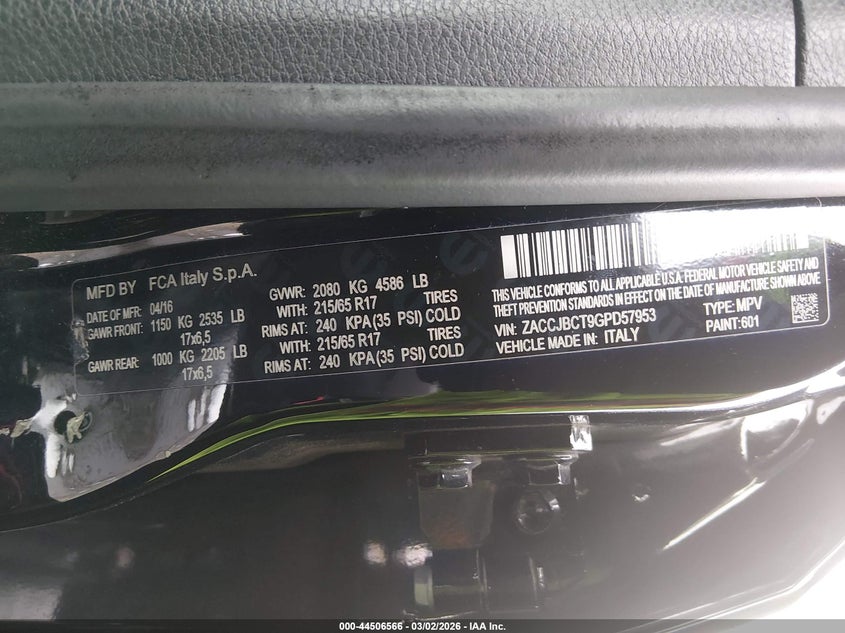 MFD BY FCA Italy S.p.A.
DATE OF MFR: 04/16
GAWR FRONT: 1150 KG 2535 LB
17x6,5
GAWR REAR: 1000 KG 2205 LB
17x6,5
GVWR: 2080 KG 4586 LB
WITH: 215/65 R17 TIRES
RIMS AT: 240 KPA(35 PSI) COLD
WITH: 215/65 R17 TIRES
RIMS AT: 240 KPA(35 PSI) COLD
THIS VEHICLE CONFORMS TO ALL APPLICABLE U.S.A. FEDERAL MOTOR VEHICLE SAFETY AND
THEFT PREVENTION STANDARDS IN EFFECT ON THE DATE OF MANUFACTURE SHOWN ABOVE.
VIN: ZACCJBCT9GPD57953 TYPE: MPV
VEHICLE MADE IN: ITALY PAINT: 601
000-44506566 — 03/02/2026 — IAA Inc.